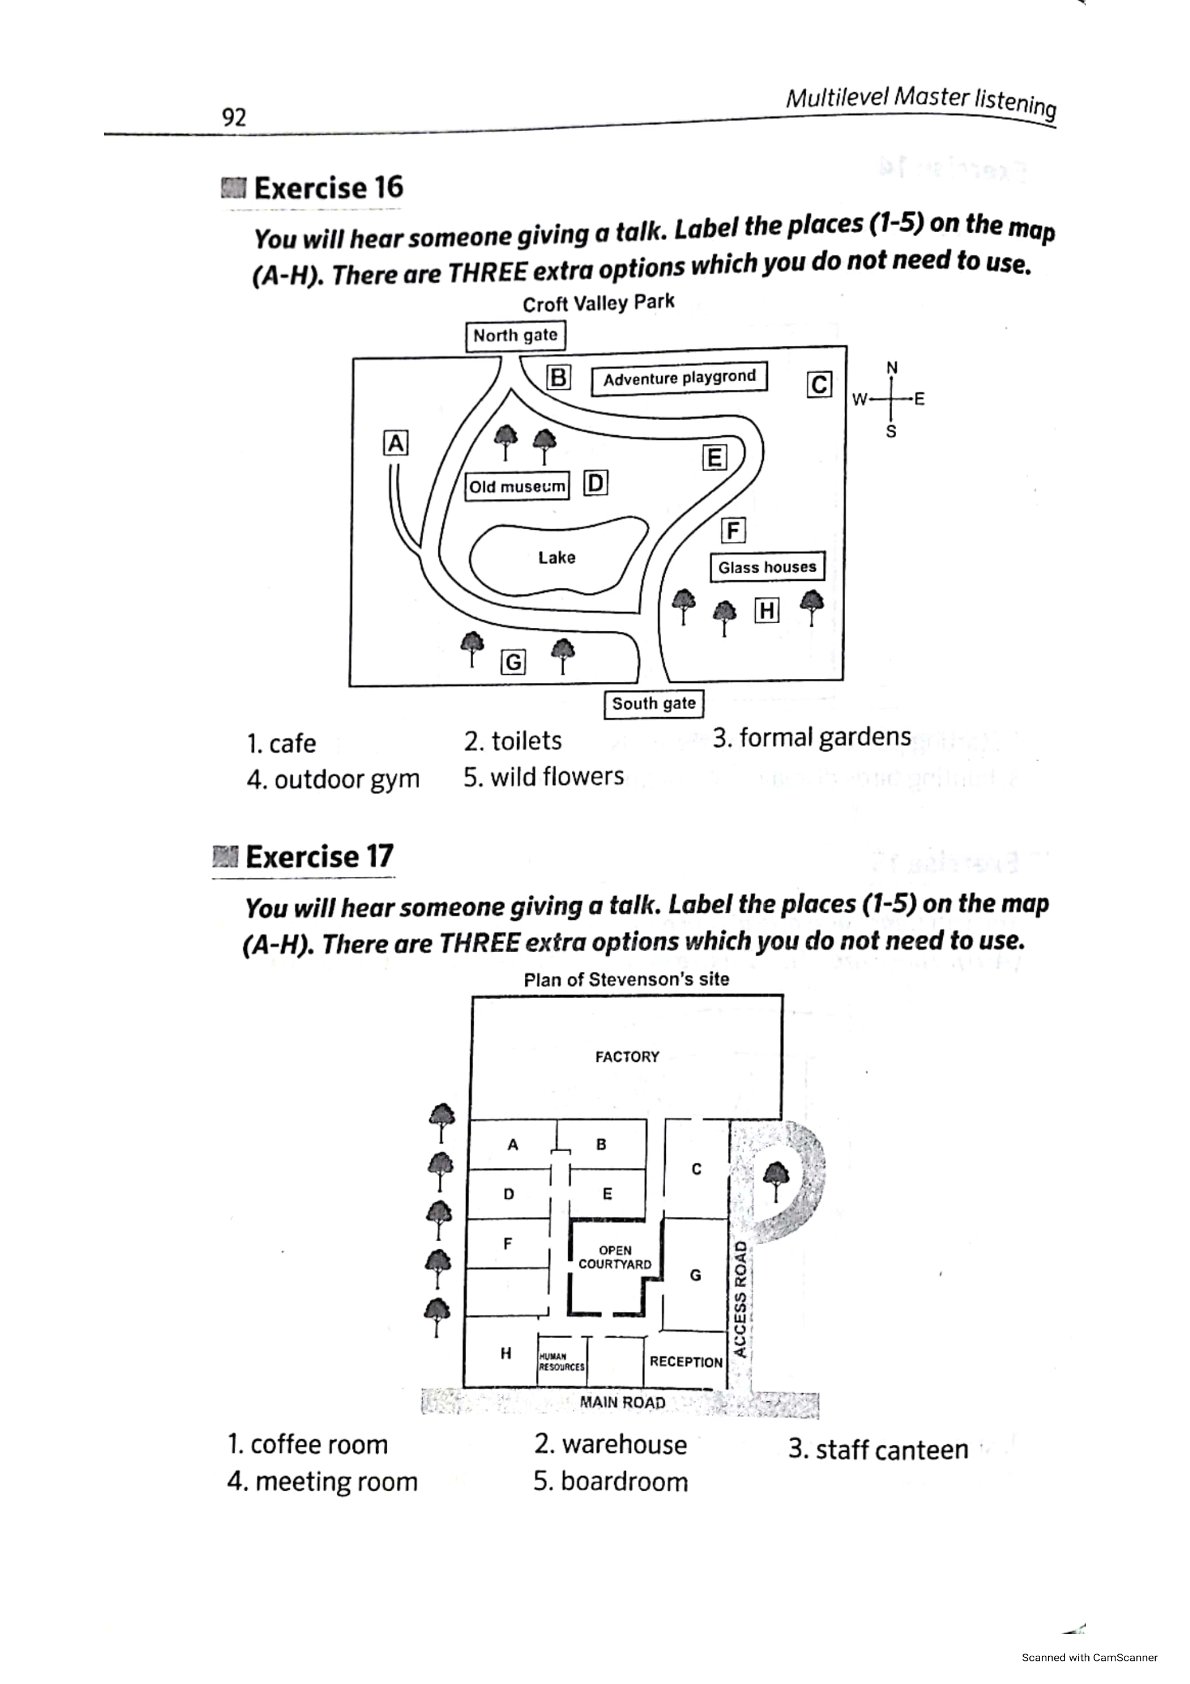 92
Multilevel Master listening
Exercise 16
You will hear someone giving a talk. Label the places (1-5) on the map
(A-H). There are THREE extra options which you do not need to use.
Croft Valley Park
North gate
B
Adventure playgrond
C
N
W
E
S
A
E
Old museum
D
F
Lake
Glass houses
H
G
South gate
1. cafe
2. toilets
3. formal gardens
4. outdoor gym
5. wild flowers
Exercise 17
You will hear someone giving a talk. Label the places (1-5) on the map
(A-H). There are THREE extra options which you do not need to use.
Plan of Stevenson's site
FACTORY
A
B
C
D
E
F
OPEN
COURTYARD
G
ACCESS ROAD
H
HUMAN
RESOURCES
RECEPTION
MAIN ROAD
1. coffee room
2. warehouse
3. staff canteen
4. meeting room
5. boardroom
Scanned with CamScanner